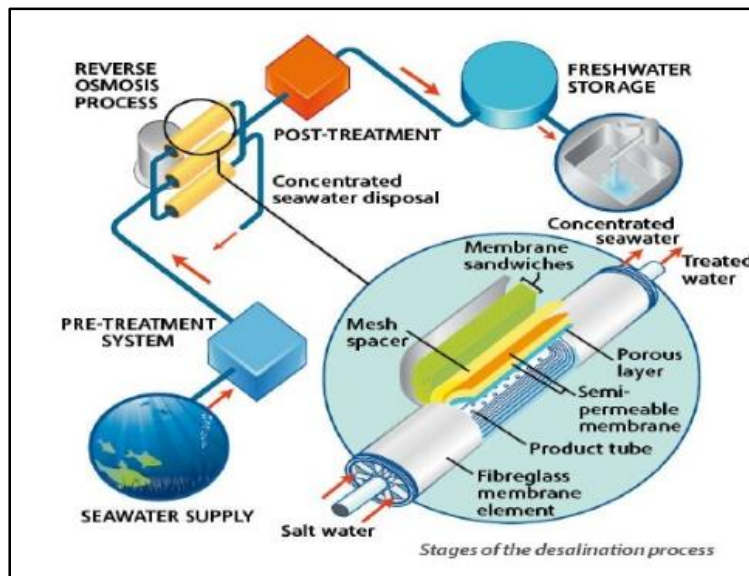 REVERSE
OSMOSIS
PROCESS
POST-TREATMENT
FRESHWATER
STORAGE
Concentrated
seawater disposal
PRE-TREATMENT
SYSTEM
SEAWATER SUPPLY
Concentrated
seawater
Treated
water
Membrane
sandwiches
Mesh
spacer
Porous
layer
Semi-
permeable
membrane
Product tube
Fibreglass
membrane
element
Salt water
Stages of the desalination process